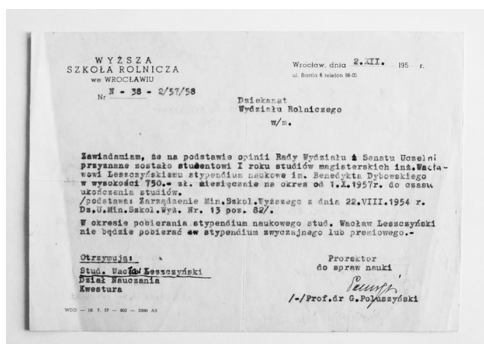 WYŻSZA
SZKOŁA ROLNICZA
WE WROCŁAWIU
Nr N - 38 - 2/57/58
Wrocław, dnia 2.XII. 195 r.
Dziekanat
Wydziału Rolniczego
w/m.
Zawiadamiam, że na podstawie opinii Rady Wydziału i Senatu Uczelni
przyznane zostało studentowi I roku studiów magisterskich inż. Wacła-
wowi Leszczyńskiemu stypendium naukowe im. Benedykta Dybowskiego
w wysokości 750.- zł. miesięcznie na okres od 1.X.1957r. do czasu
ukończenia studiów.
/podstawa: Zarządzenie Min.Szkol.Wyższego z dnia 22.VIII.1954 r.
Dz.U.Min.Szkol.Wyż. Nr. 13 poz. 82/.
W okresie pobierania stypendium naukowego stud. Wacław Leszczyński
nie będzie pobierać stypendium zwyczajnego lub premiowego.-
Otrzymują:
Stud. Wacław Leszczyński
Dział Nauczania
Kwestura
Prorektor
do spraw nauki
/-/Prof.dr G.